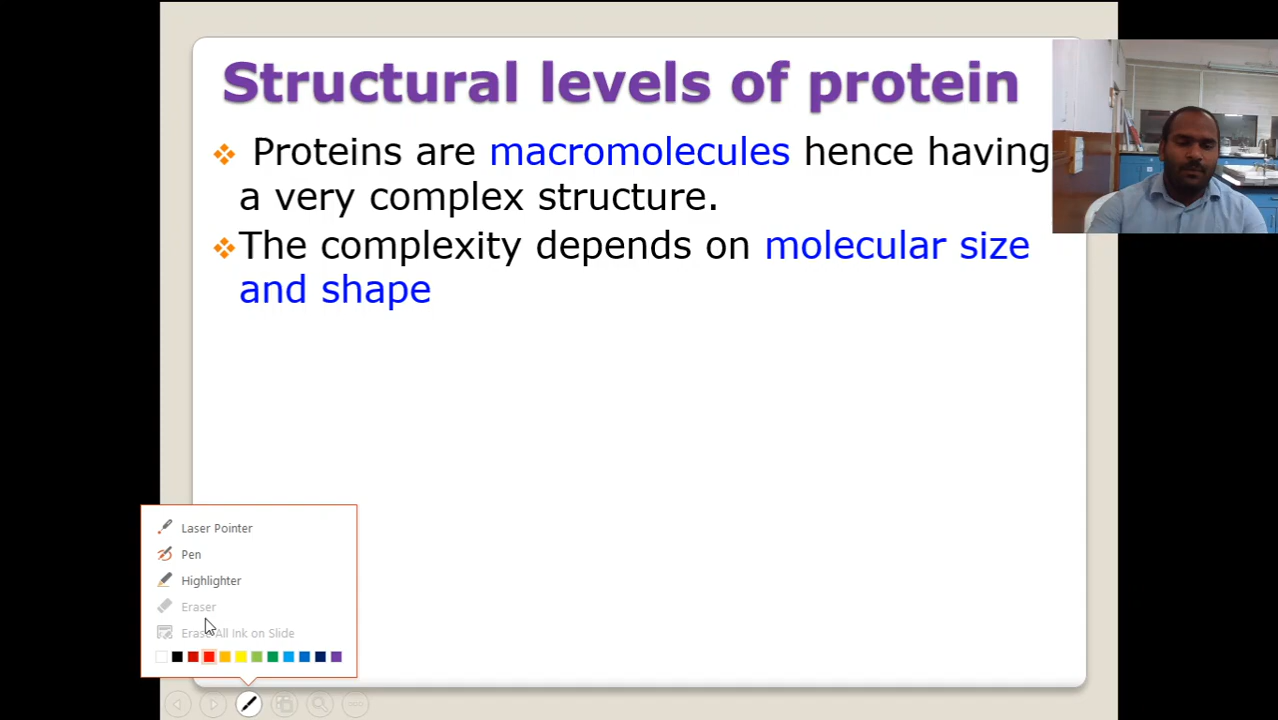 Structural levels of protein
Proteins are macromolecules hence having
a very complex structure.
The complexity depends on molecular size
and shape
Laser Pointer
Pen
Highlighter
Eraser
Erase All Ink on Slide